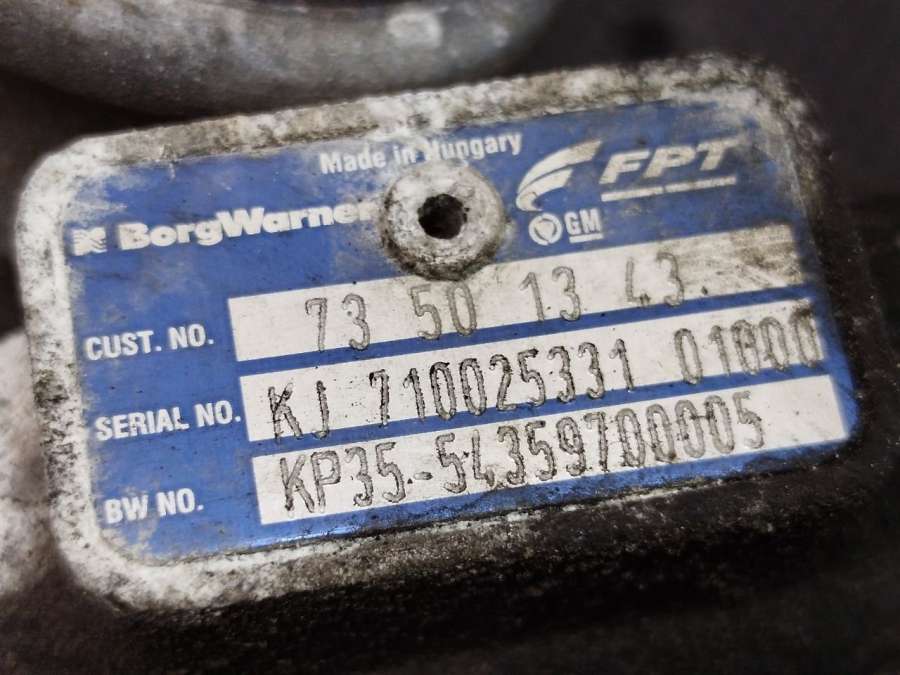 Made in Hungary
BorgWarner
FPT
GM
CUST. NO. 73 50 13 43
SERIAL NO. KJ 710025331 01800
BW NO. KP35-54359700005